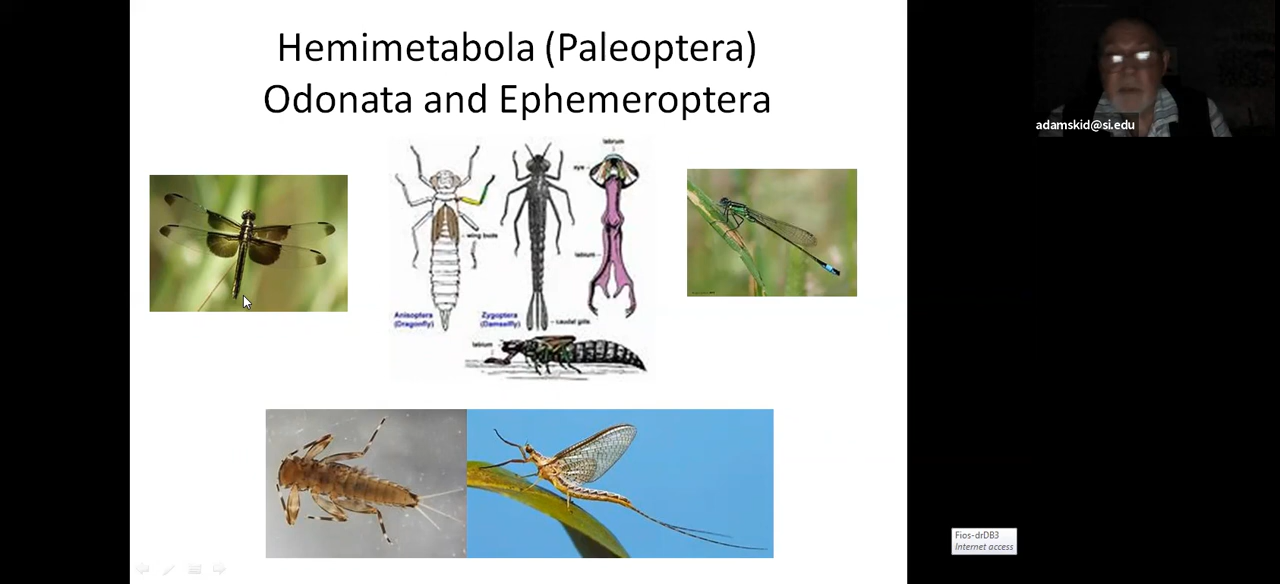 Hemimetabola (Paleoptera)
Odonata and Ephemeroptera
labrum
eye
wing buds
labium
Anisoptera
(Dragonfly)
Zygoptera
(Damselfly)
caudal gills
labium
adamskid@si.edu
Fios-drDB3
Internet access